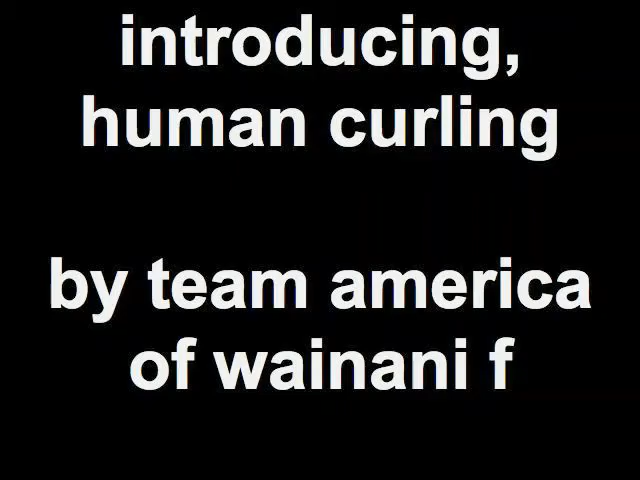 introducing,
human curling
by team america
of wainani f